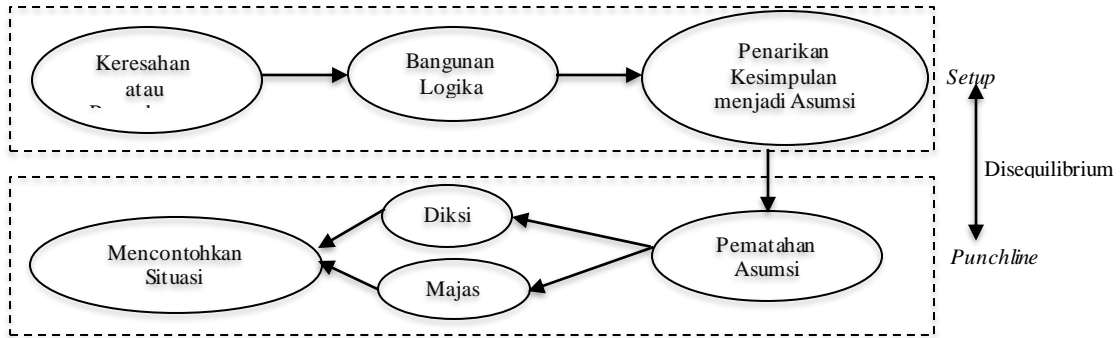 Keresahan
atau
Bangunan
Logika
Penarikan
Kesimpulan
menjadi Asumsi
Setup
Disequilibrium
Punchline
Diksi
Majas
Mencontohkan
Situasi
Pematahan
Asumsi